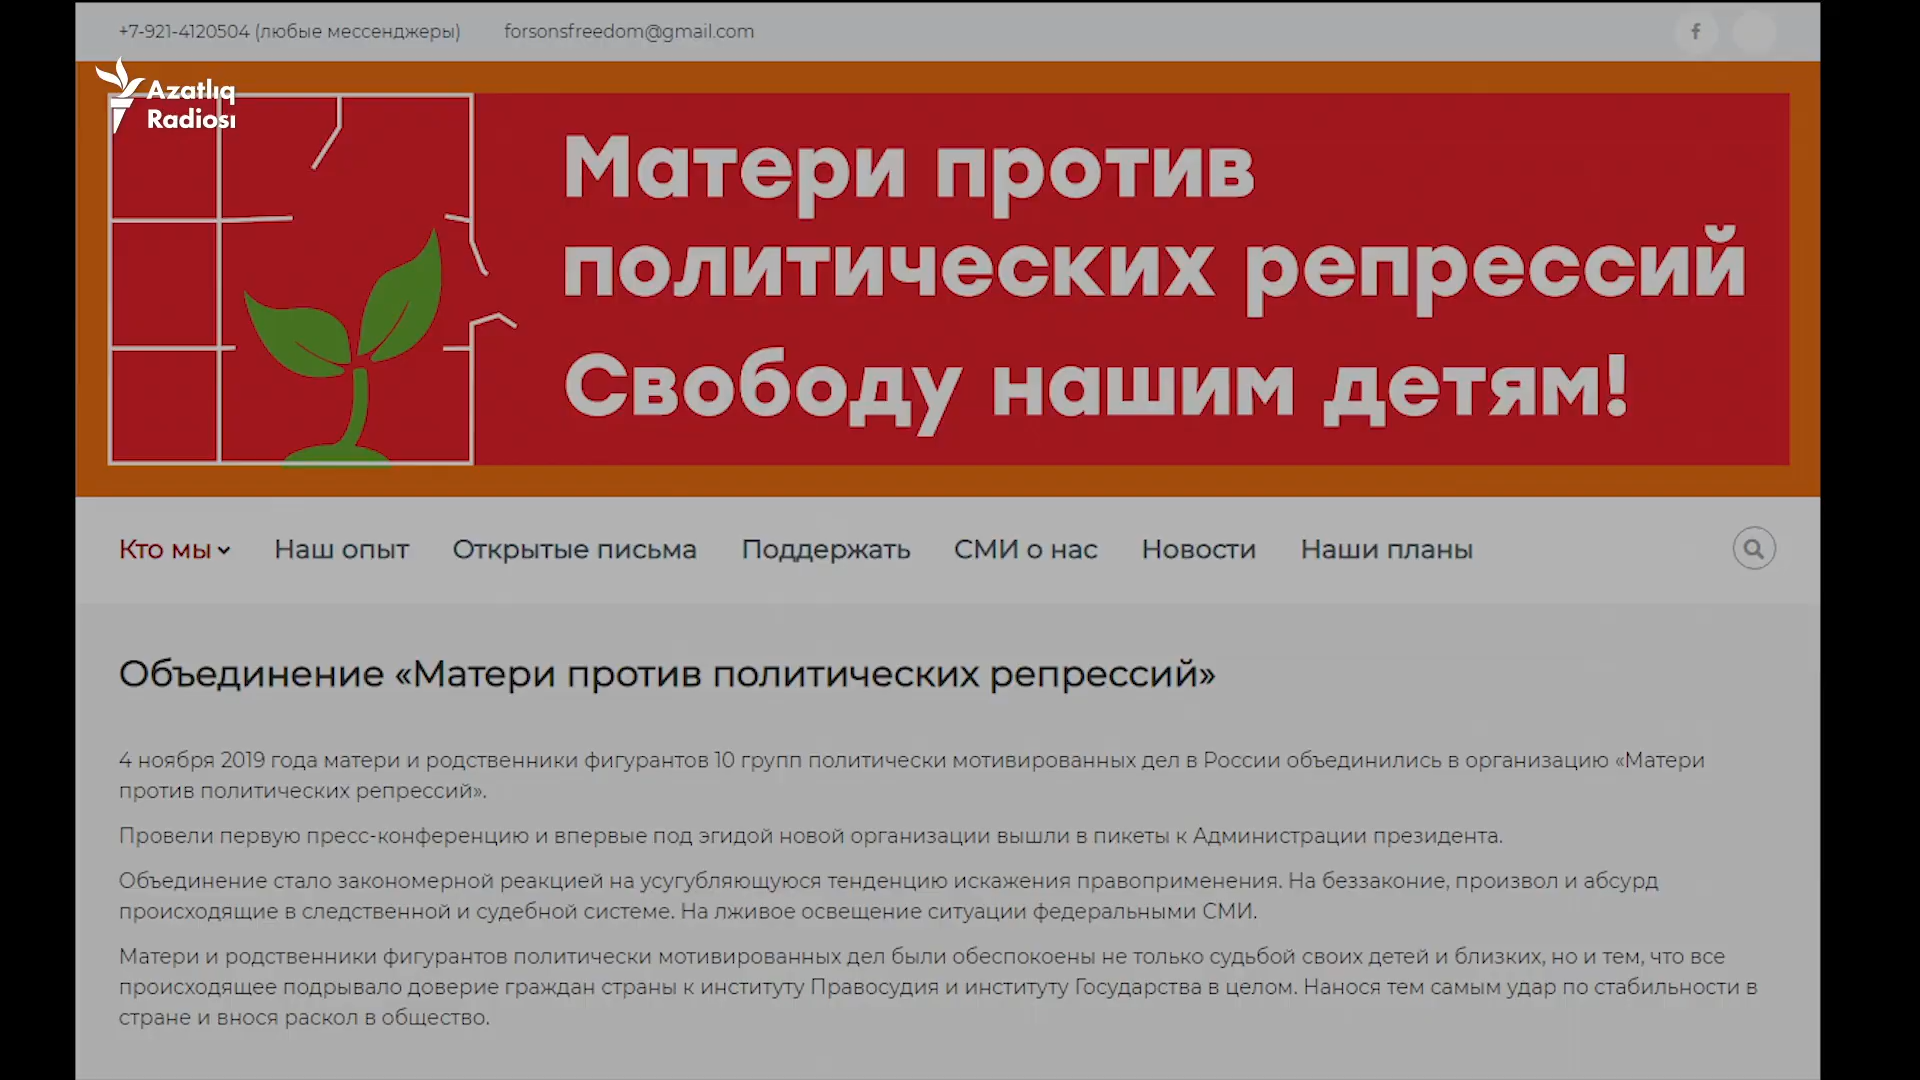 +7-921-4120504 (любые мессенджеры) forsonsfreedom@gmail.com
Azatlıq
Radiosı
Матери против
политических репрессий
Свободу нашим детям!
Кто мы Наш опыт Открытые письма Поддержать СМИ о нас Новости Наши планы
Объединение «Матери против политических репрессий»
4 ноября 2019 года матери и родственники фигурантов 10 групп политически мотивированных дел в России объединились в организацию «Матери
против политических репрессий».
Провели первую пресс-конференцию и впервые под эгидой новой организации вышли в пикеты к Администрации президента.
Объединение стало закономерной реакцией на усугубляющуюся тенденцию искажения правоприменения. На беззаконие, произвол и абсурд
происходящие в следственной и судебной системе. На лживое освещение ситуации федеральными СМИ.
Матери и родственники фигурантов политически мотивированных дел были обеспокоены не только судьбой своих детей и близких, но и тем, что все
происходящее подрывало доверие граждан страны к институту Правосудия и институту Государства в целом. Нанося тем самым удар по стабильности в
стране и внося раскол в общество.